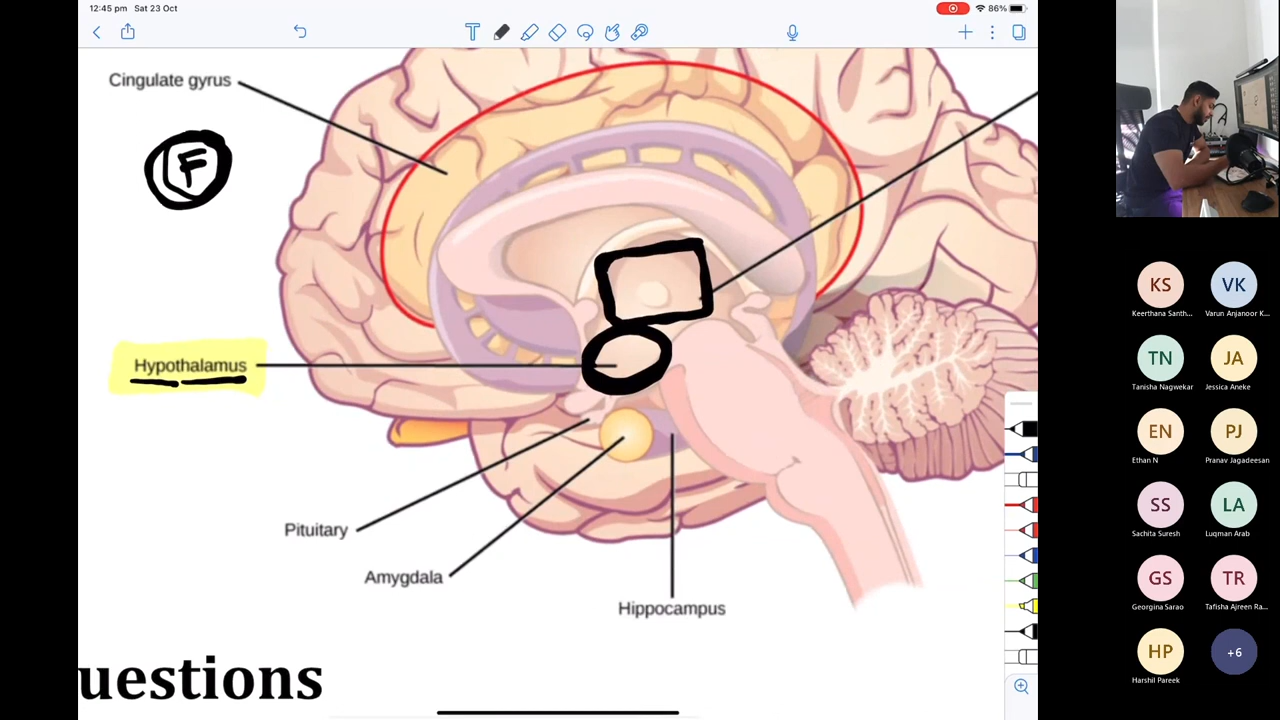 12:45 pm Sat 23 Oct
86%
T
Cingulate gyrus
F
Hypothalamus
Pituitary
Amygdala
Hippocampus
uestions
KS
VK
Keerthana Santh...
Varun Anjanoor K...
TN
JA
Tanisha Nagwekar
Jessica Aneke
EN
PJ
Ethan N
Pranav Jagadeesan
SS
LA
Sachita Suresh
Luqman Arab
GS
TR
Georgina Sarao
Tafisha Ajreen Ra...
HP
+6
Harshil Pareek